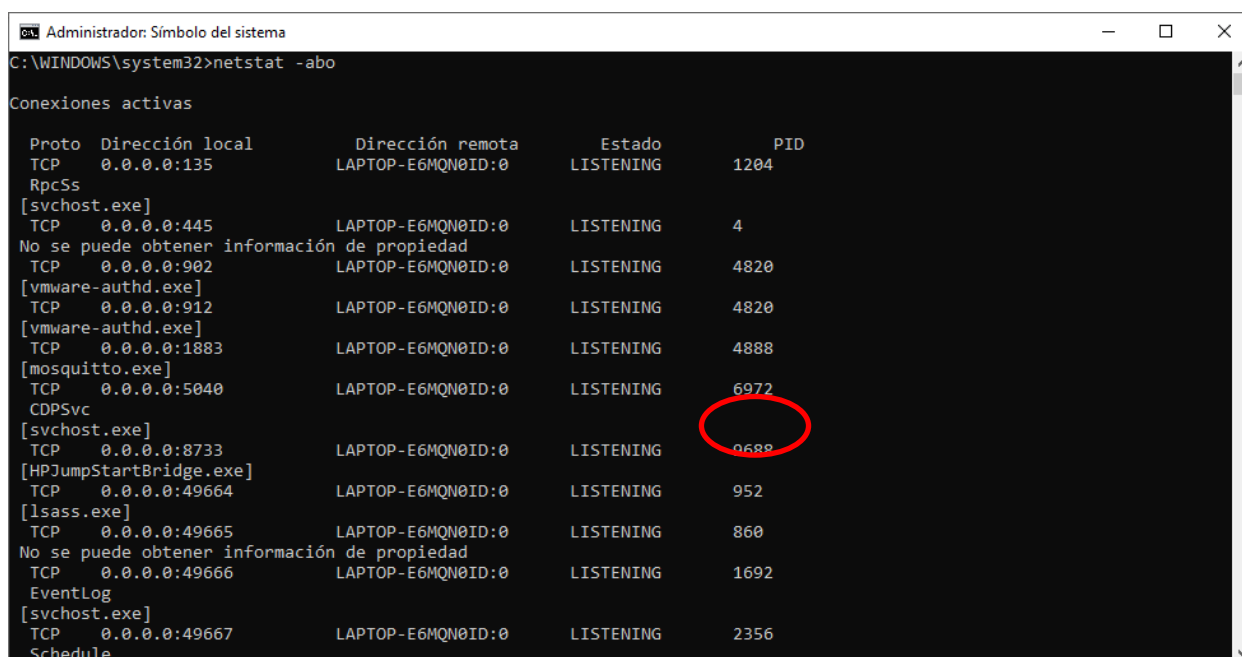 Administrador: Símbolo del sistema
C:\WINDOWS\system32>netstat -abo
Conexiones activas
Proto Dirección local Dirección remota Estado PID
TCP 0.0.0.0:135 LAPTOP-E6MQN0ID:0 LISTENING 1204
RpcSs
[svchost.exe]
TCP 0.0.0.0:445 LAPTOP-E6MQN0ID:0 LISTENING 4
No se puede obtener información de propiedad
TCP 0.0.0.0:902 LAPTOP-E6MQN0ID:0 LISTENING 4820
[vmware-authd.exe]
TCP 0.0.0.0:912 LAPTOP-E6MQN0ID:0 LISTENING 4820
[vmware-authd.exe]
TCP 0.0.0.0:1883 LAPTOP-E6MQN0ID:0 LISTENING 4888
[mosquitto.exe]
TCP 0.0.0.0:5040 LAPTOP-E6MQN0ID:0 LISTENING 6972
CDPSvc
[svchost.exe]
TCP 0.0.0.0:8733 LAPTOP-E6MQN0ID:0 LISTENING 9688
[HPJumpStartBridge.exe]
TCP 0.0.0.0:49664 LAPTOP-E6MQN0ID:0 LISTENING 952
[lsass.exe]
TCP 0.0.0.0:49665 LAPTOP-E6MQN0ID:0 LISTENING 860
No se puede obtener información de propiedad
TCP 0.0.0.0:49666 LAPTOP-E6MQN0ID:0 LISTENING 1692
EventLog
[svchost.exe]
TCP 0.0.0.0:49667 LAPTOP-E6MQN0ID:0 LISTENING 2356
Schedule